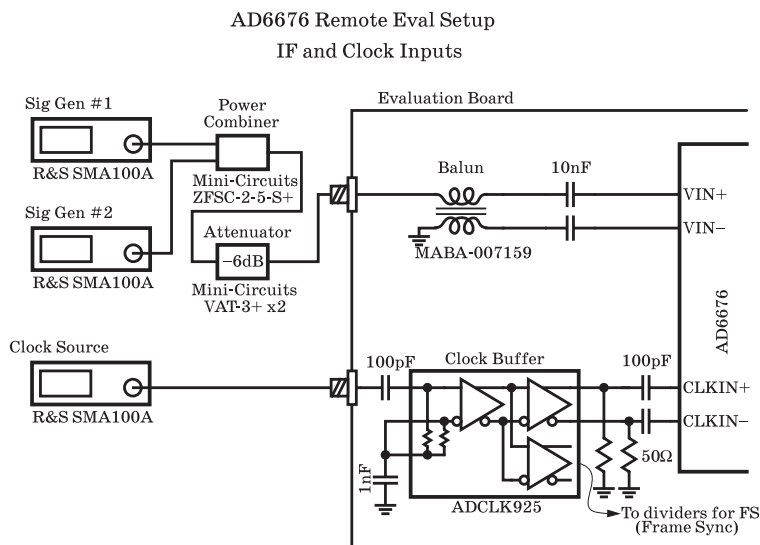 AD6676 Remote Eval Setup
IF and Clock Inputs
Sig Gen #1
R&S SMA100A
Power
Combiner
Mini-Circuits
ZFSC-2-5-S+
Sig Gen #2
R&S SMA100A
Attenuator
−6dB
Mini-Circuits
VAT-3+ x2
Evaluation Board
Balun
MABA-007159
10nF
VIN+
VIN−
AD6676
Clock Source
R&S SMA100A
100pF
Clock Buffer
100pF
CLKIN+
CLKIN−
1nF
50Ω
ADCLK925
To dividers for FS
(Frame Sync)